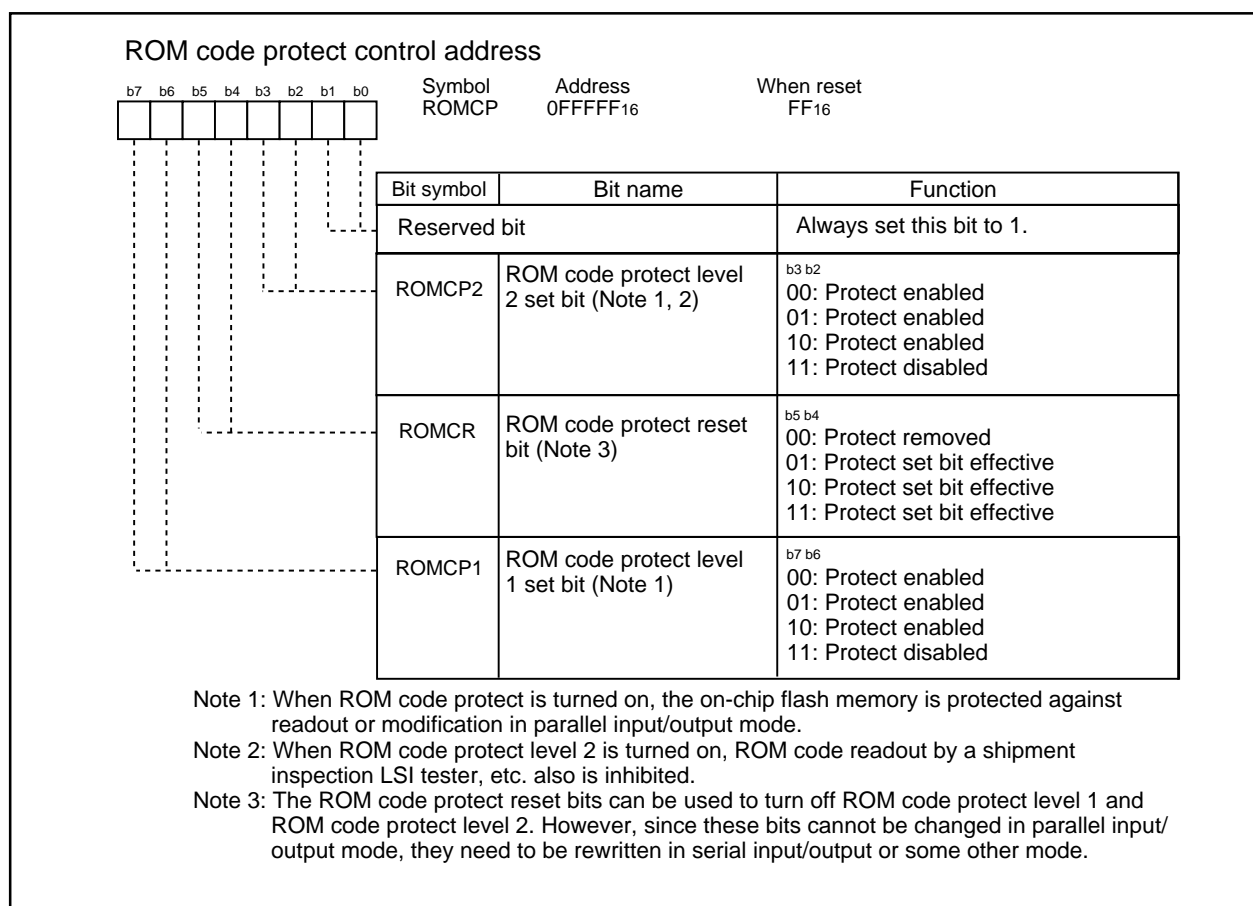 ROM code protect control address
b7 b6 b5 b4 b3 b2 b1 b0
Symbol Address When reset
ROMCP 0FFFFF16 FF16
Bit symbol Bit name Function
Reserved bit Always set this bit to 1.
ROMCP2
ROM code protect level
2 set bit (Note 1, 2)
b3 b2
00: Protect enabled
01: Protect enabled
10: Protect enabled
11: Protect disabled
ROMCR
ROM code protect reset
bit (Note 3)
b5 b4
00: Protect removed
01: Protect set bit effective
10: Protect set bit effective
11: Protect set bit effective
ROMCP1
ROM code protect level
1 set bit (Note 1)
b7 b6
00: Protect enabled
01: Protect enabled
10: Protect enabled
11: Protect disabled
Note 1: When ROM code protect is turned on, the on-chip flash memory is protected against
readout or modification in parallel input/output mode.
Note 2: When ROM code protect level 2 is turned on, ROM code readout by a shipment
inspection LSI tester, etc. also is inhibited.
Note 3: The ROM code protect reset bits can be used to turn off ROM code protect level 1 and
ROM code protect level 2. However, since these bits cannot be changed in parallel input/
output mode, they need to be rewritten in serial input/output or some other mode.